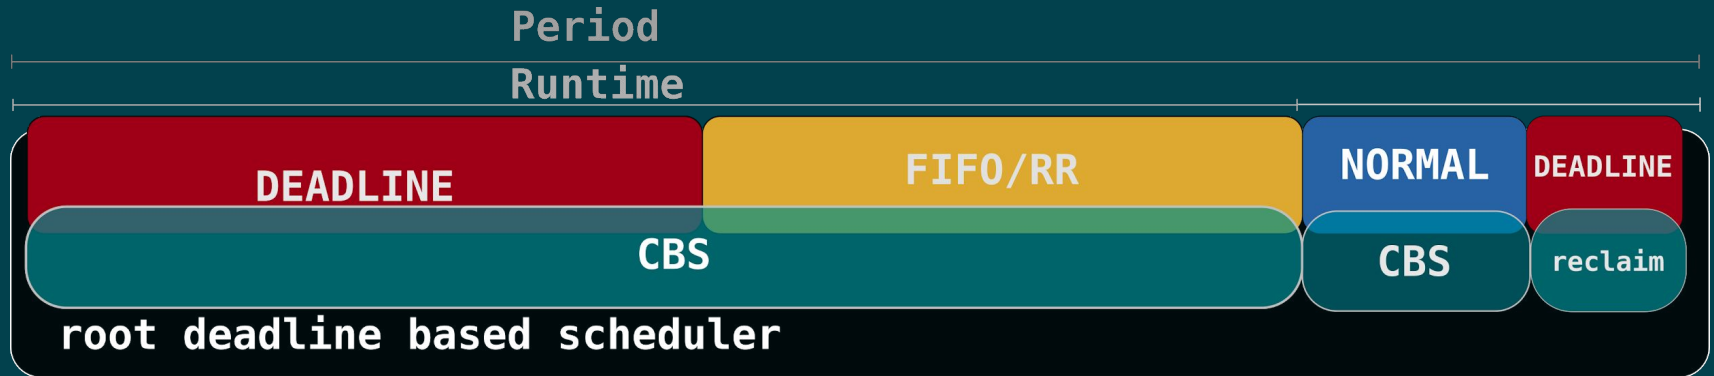 Period
Runtime
DEADLINE
FIFO/RR
NORMAL
DEADLINE
CBS
CBS
reclaim
root deadline based scheduler